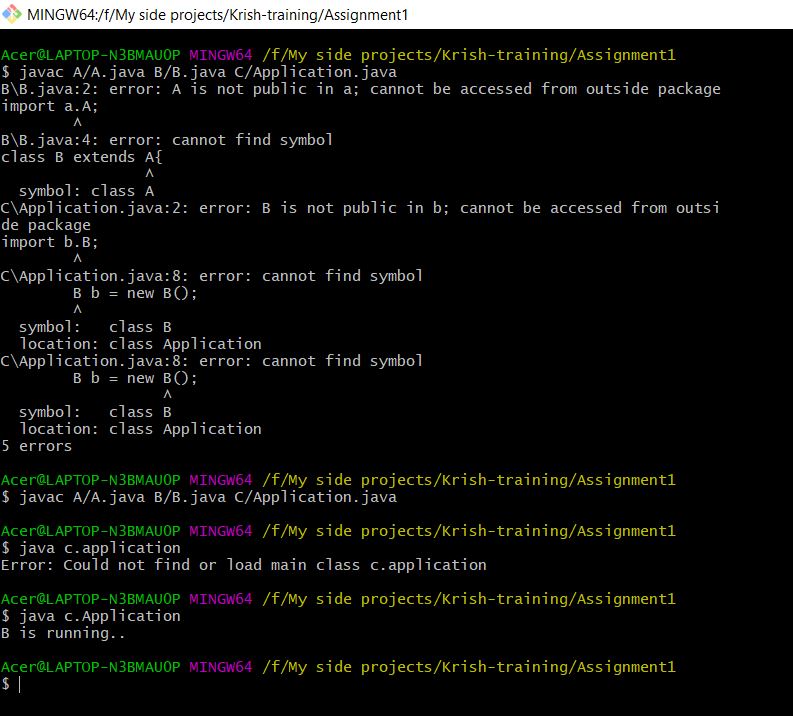 MINGW64:/f/My side projects/Krish-training/Assignment1
Acer@LAPTOP-N3BMAUOP MINGW64 /f/My side projects/Krish-training/Assignment1
$ javac A/A.java B/B.java C/Application.java
B\B.java:2: error: A is not public in a; cannot be accessed from outside package
import a.A;
^
B\B.java:4: error: cannot find symbol
class B extends A{
^
symbol: class A
C\Application.java:2: error: B is not public in b; cannot be accessed from outsi
de package
import b.B;
^
C\Application.java:8: error: cannot find symbol
B b = new B();
^
symbol:   class B
location: class Application
C\Application.java:8: error: cannot find symbol
B b = new B();
^
symbol:   class B
location: class Application
5 errors
Acer@LAPTOP-N3BMAUOP MINGW64 /f/My side projects/Krish-training/Assignment1
$ javac A/A.java B/B.java C/Application.java
Acer@LAPTOP-N3BMAUOP MINGW64 /f/My side projects/Krish-training/Assignment1
$ java c.application
Error: Could not find or load main class c.application
Acer@LAPTOP-N3BMAUOP MINGW64 /f/My side projects/Krish-training/Assignment1
$ java c.Application
B is running..
Acer@LAPTOP-N3BMAUOP MINGW64 /f/My side projects/Krish-training/Assignment1
$